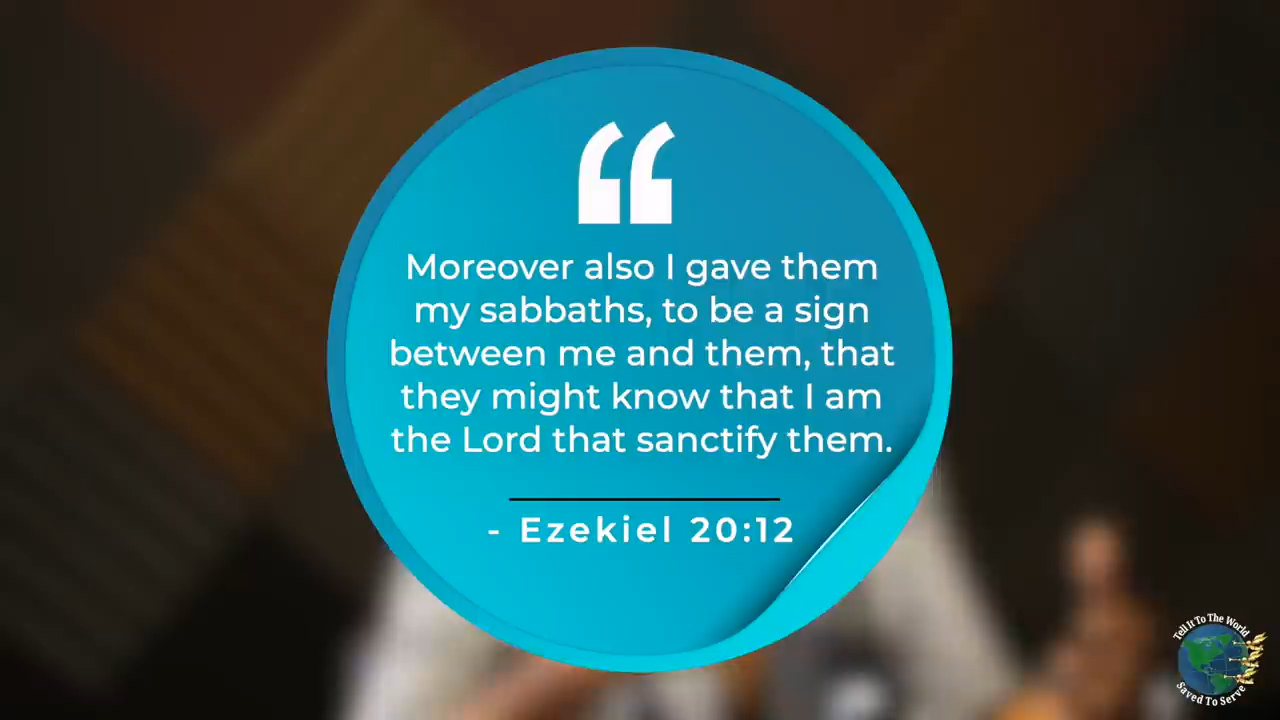 “
Moreover also I gave them
my sabbaths, to be a sign
between me and them, that
they might know that I am
the Lord that sanctify them.
- Ezekiel 20:12
Tell It To The World
Saved To Serve